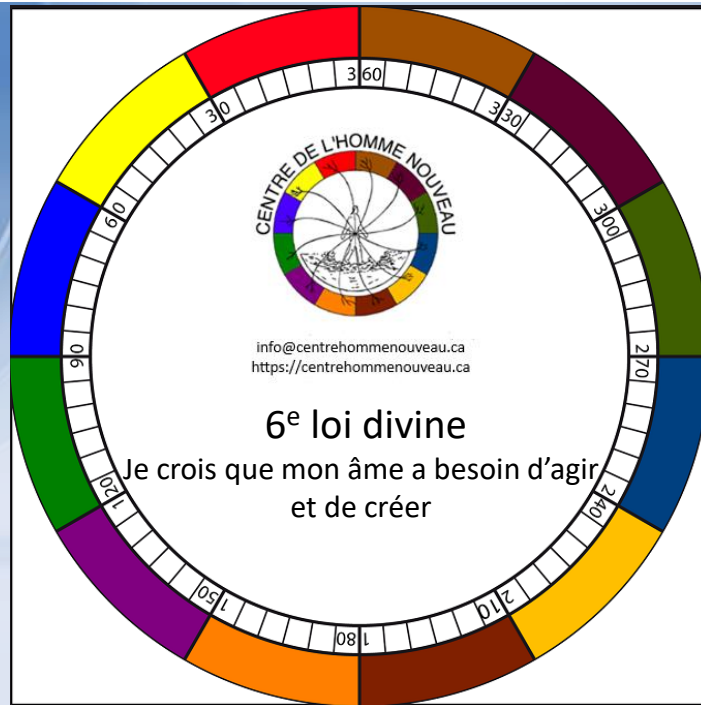 CENTRE DE L'HOMME NOUVEAU
info@centrehommenouveau.ca
https://centrehommenouveau.ca
6e loi divine
Je crois que mon âme a besoin d'agir
et de créer
360
330
300
270
240
210
180
150
120
90
60
30